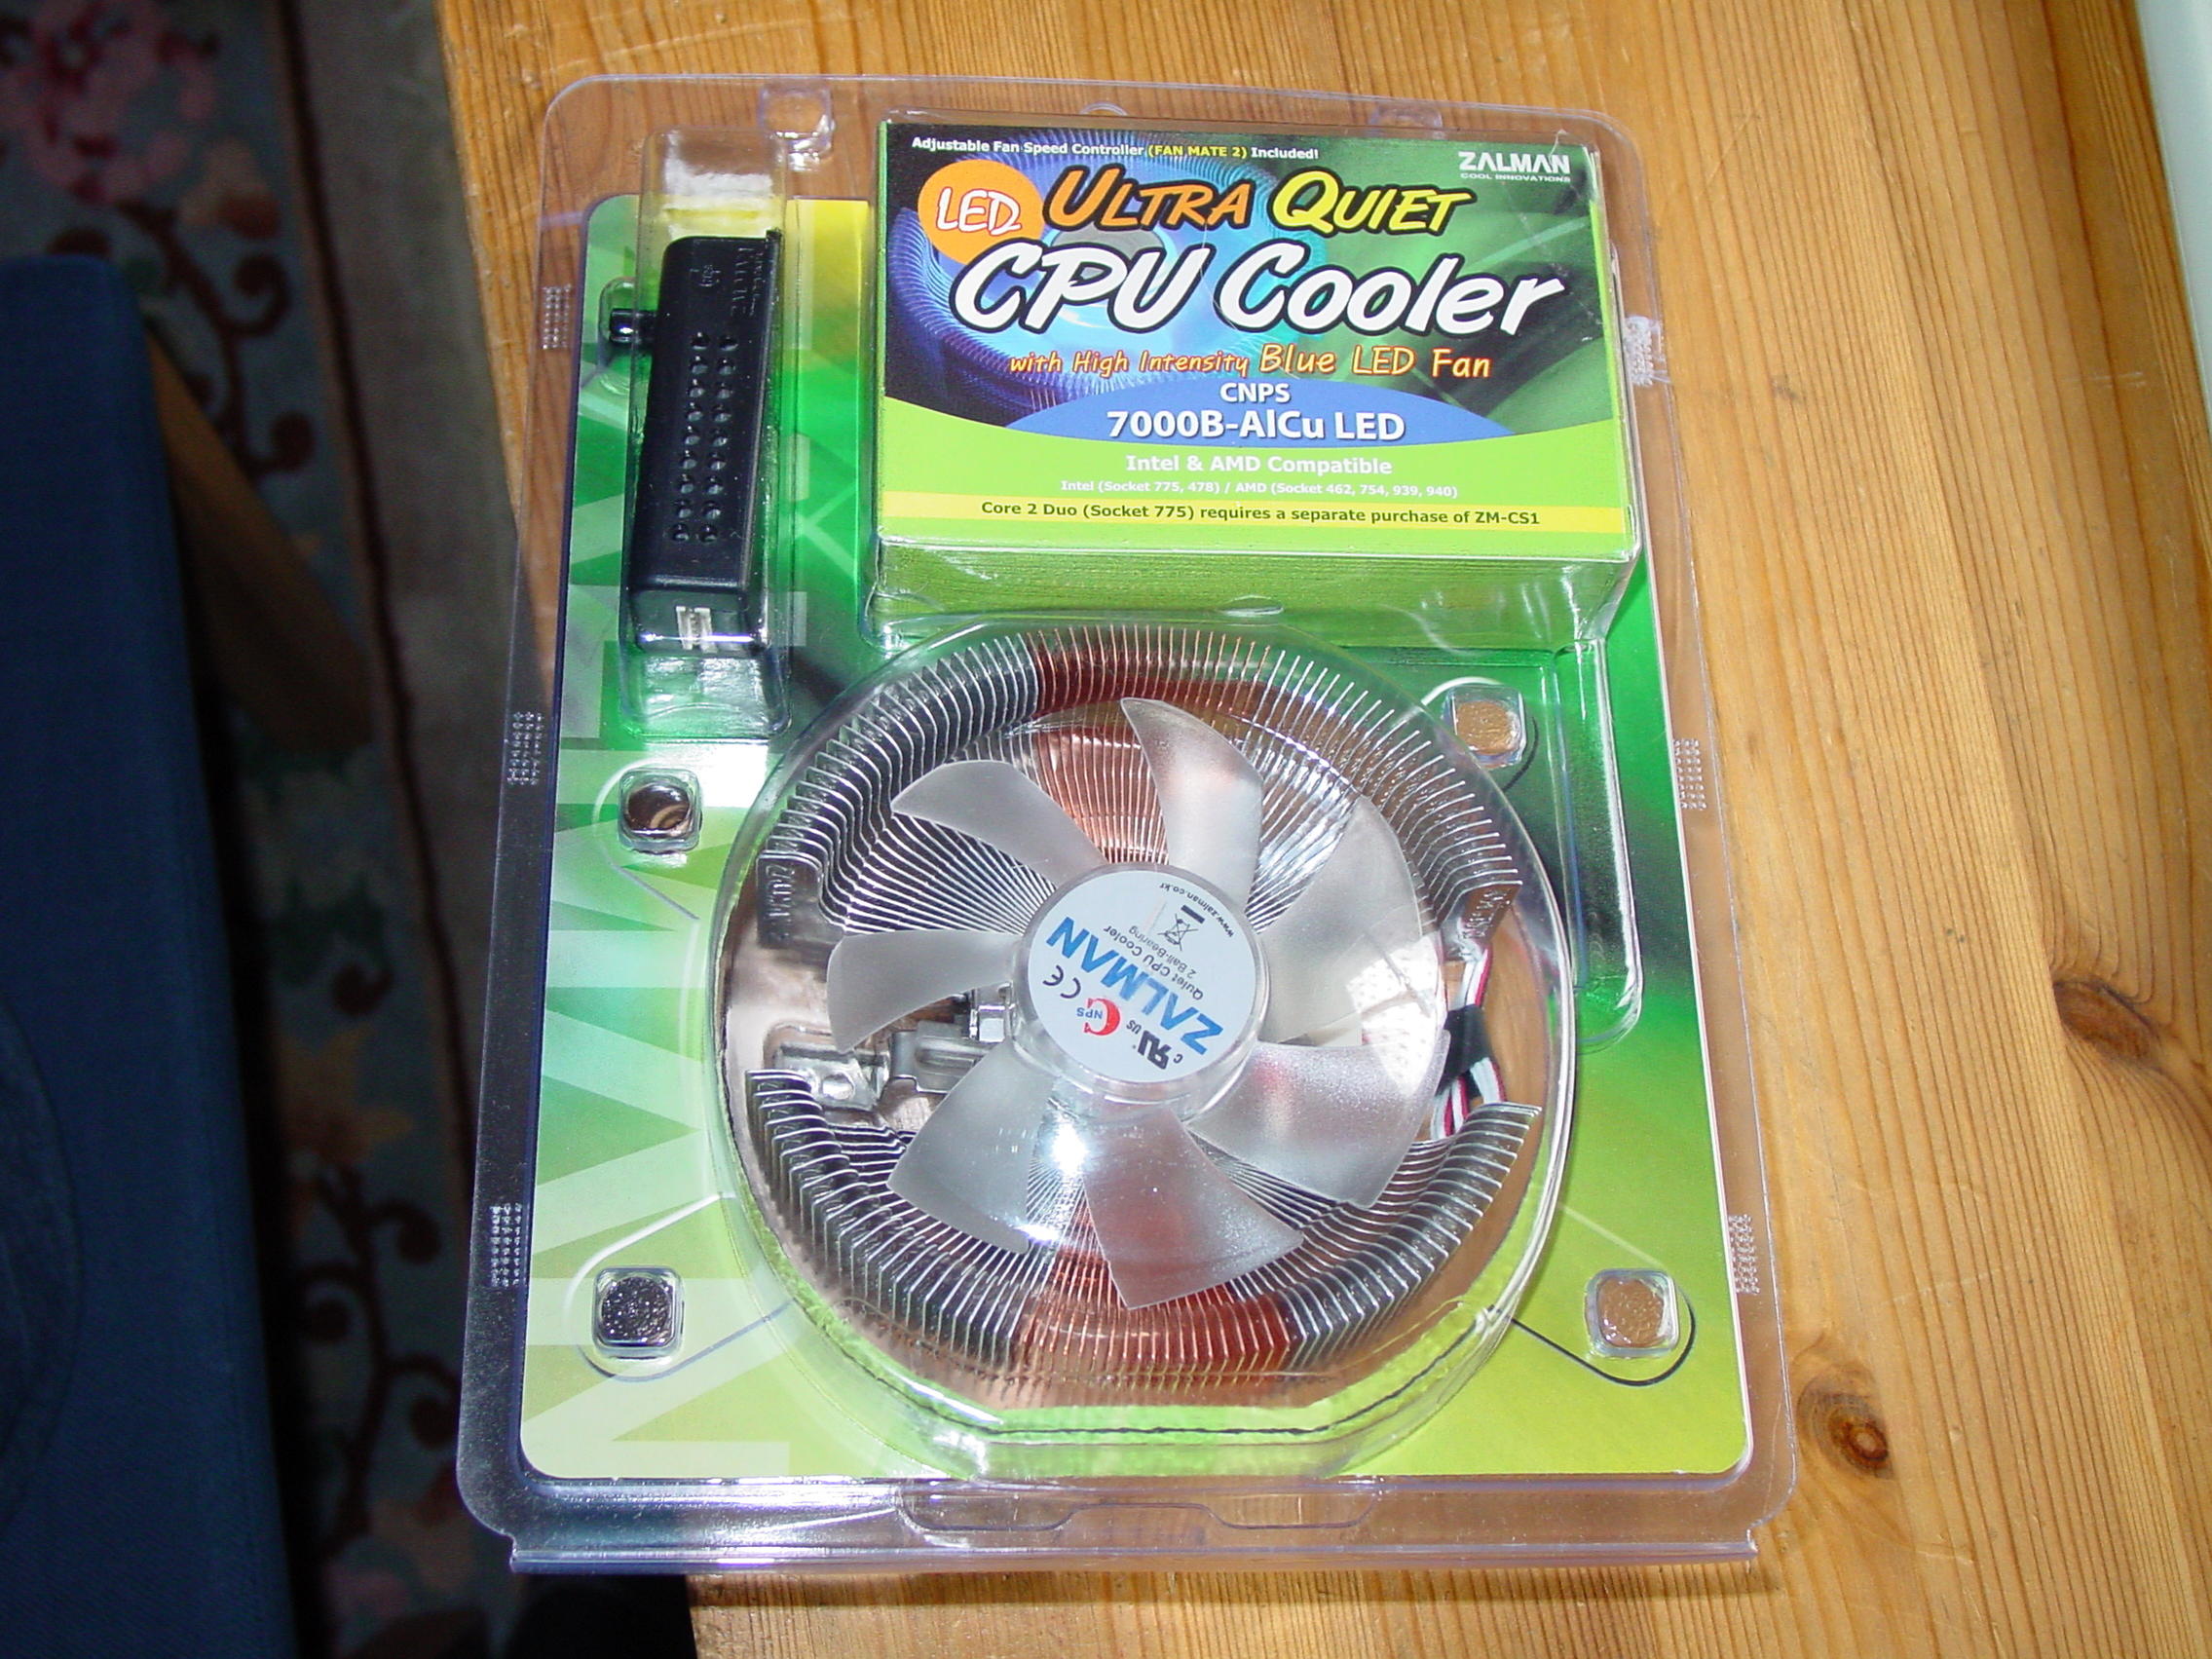 Adjustable Fan Speed Controller (FAN MATE 2) Included!
ZALMAN
COOL INNOVATIONS
LED ULTRA QUIET
CPU Cooler
with High Intensity Blue LED Fan
CNPS
7000B-AlCu LED
Intel & AMD Compatible
Intel (Socket 775, 478) / AMD (Socket 462, 754, 939, 940)
Core 2 Duo (Socket 775) requires a separate purchase of ZM-CS1
ZALMAN
CNPS
ZALMAN
Quiet CPU Cooler
2 Ball-Bearing
www.zalman.co.kr
c US
CE